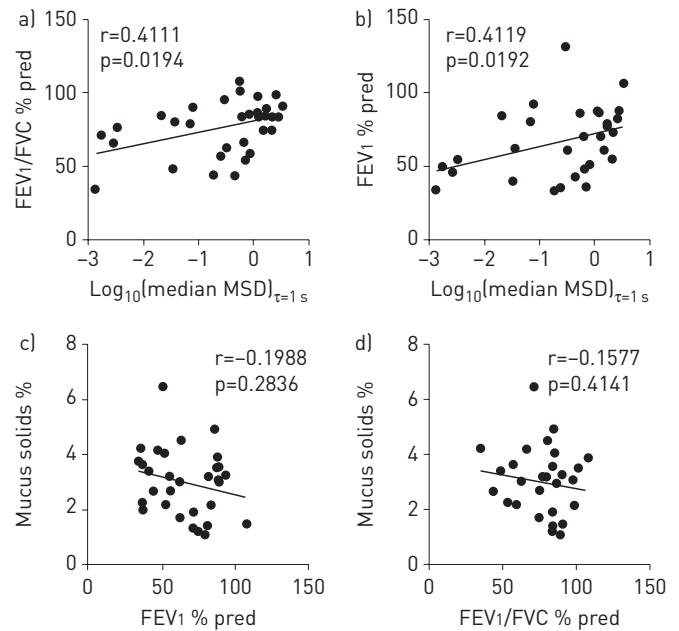 a)
r=0.4111
p=0.0194
FEV1/FVC % pred
150
100
50
0
−3
−2
−1
0
1
Log10(median MSD)τ=1 s
b)
r=0.4119
p=0.0192
FEV1 % pred
150
100
50
0
−3
−2
−1
0
1
Log10(median MSD)τ=1 s
c)
r=−0.1988
p=0.2836
Mucus solids %
8
6
4
2
0
0
50
100
150
FEV1 % pred
d)
r=−0.1577
p=0.4141
Mucus solids %
8
6
4
2
0
0
50
100
150
FEV1/FVC % pred